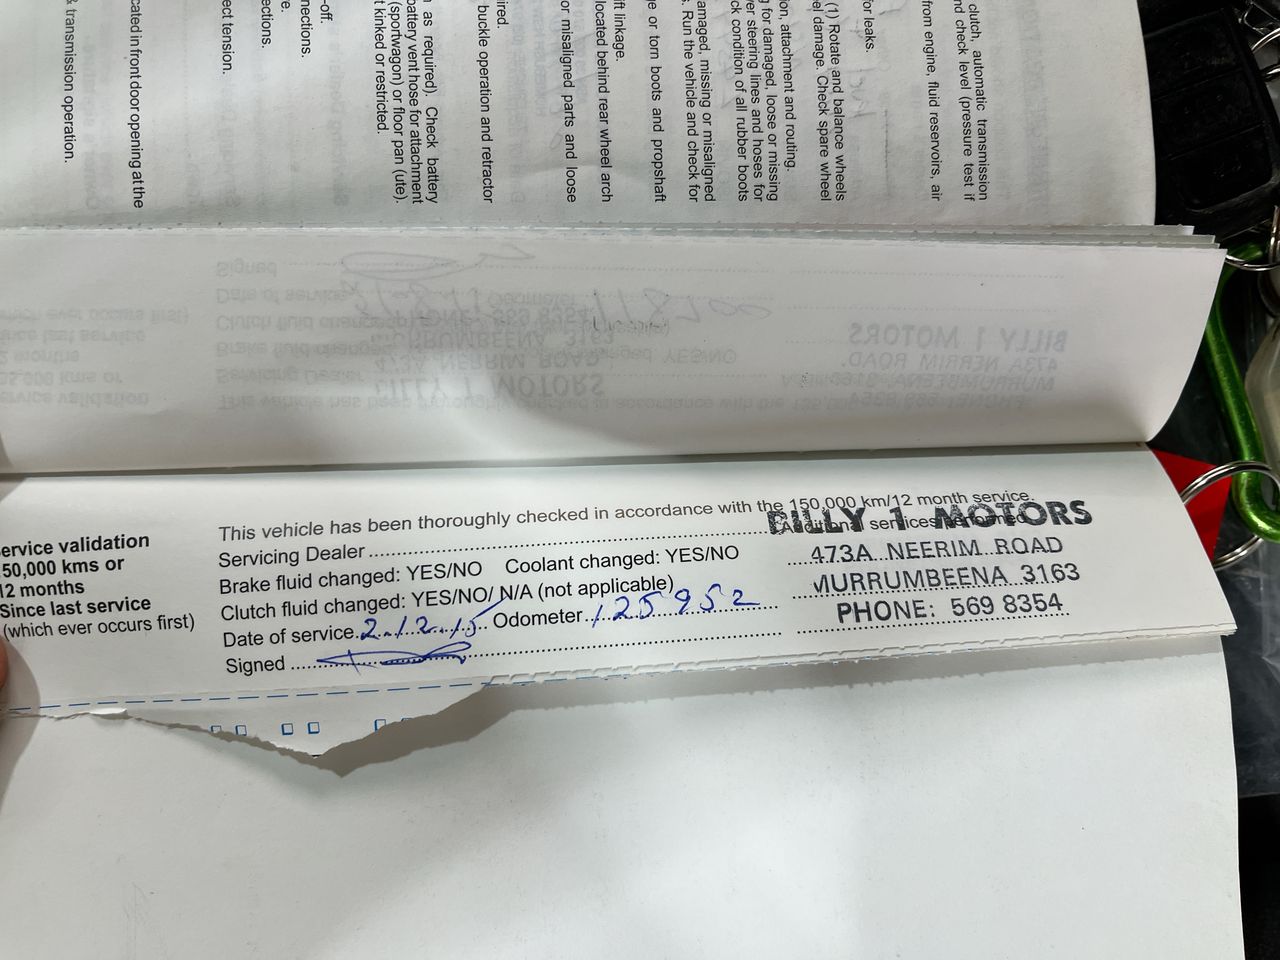 clutch, automatic transmission
nd check level (pressure test if
from engine, fluid reservoirs, air
for leaks.
(1) Rotate and balance wheels
el damage. Check spare wheel
on, attachment and routing.
g for damaged, loose or missing
er steering lines and hoses for
ck condition of all rubber boots
amaged, missing or misaligned
s. Run the vehicle and check for
ge or torn boots and propshaft
ift linkage.
located behind rear wheel arch
or misaligned parts and loose
ired.
buckle operation and retractor
n as required). Check battery
battery vent hose for attachment
(sportwagon) or floor pan (ute).
t kinked or restricted.
-off.
nections.
re.
ections.
ect tension.
cated in front door opening at the
& transmission operation.
ervice validation
50,000 kms or
12 months
Since last service
(which ever occurs first)
This vehicle has been thoroughly checked in accordance with the 150,000 km/12 month service.
Servicing Dealer
Additional services performed
Brake fluid changed: YES/NO Coolant changed: YES/NO
Clutch fluid changed: YES/NO/ N/A (not applicable)
Date of service 2.12.15 Odometer 125952
Signed
BILLY 1 MOTORS
473A NEERIM ROAD
MURRUMBEENA 3163
PHONE: 569 8354